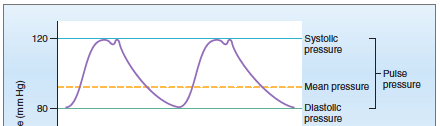 120
Systolic
pressure
Mean pressure
Pulse
pressure
80
Diastolic
pressure
e (mm Hg)